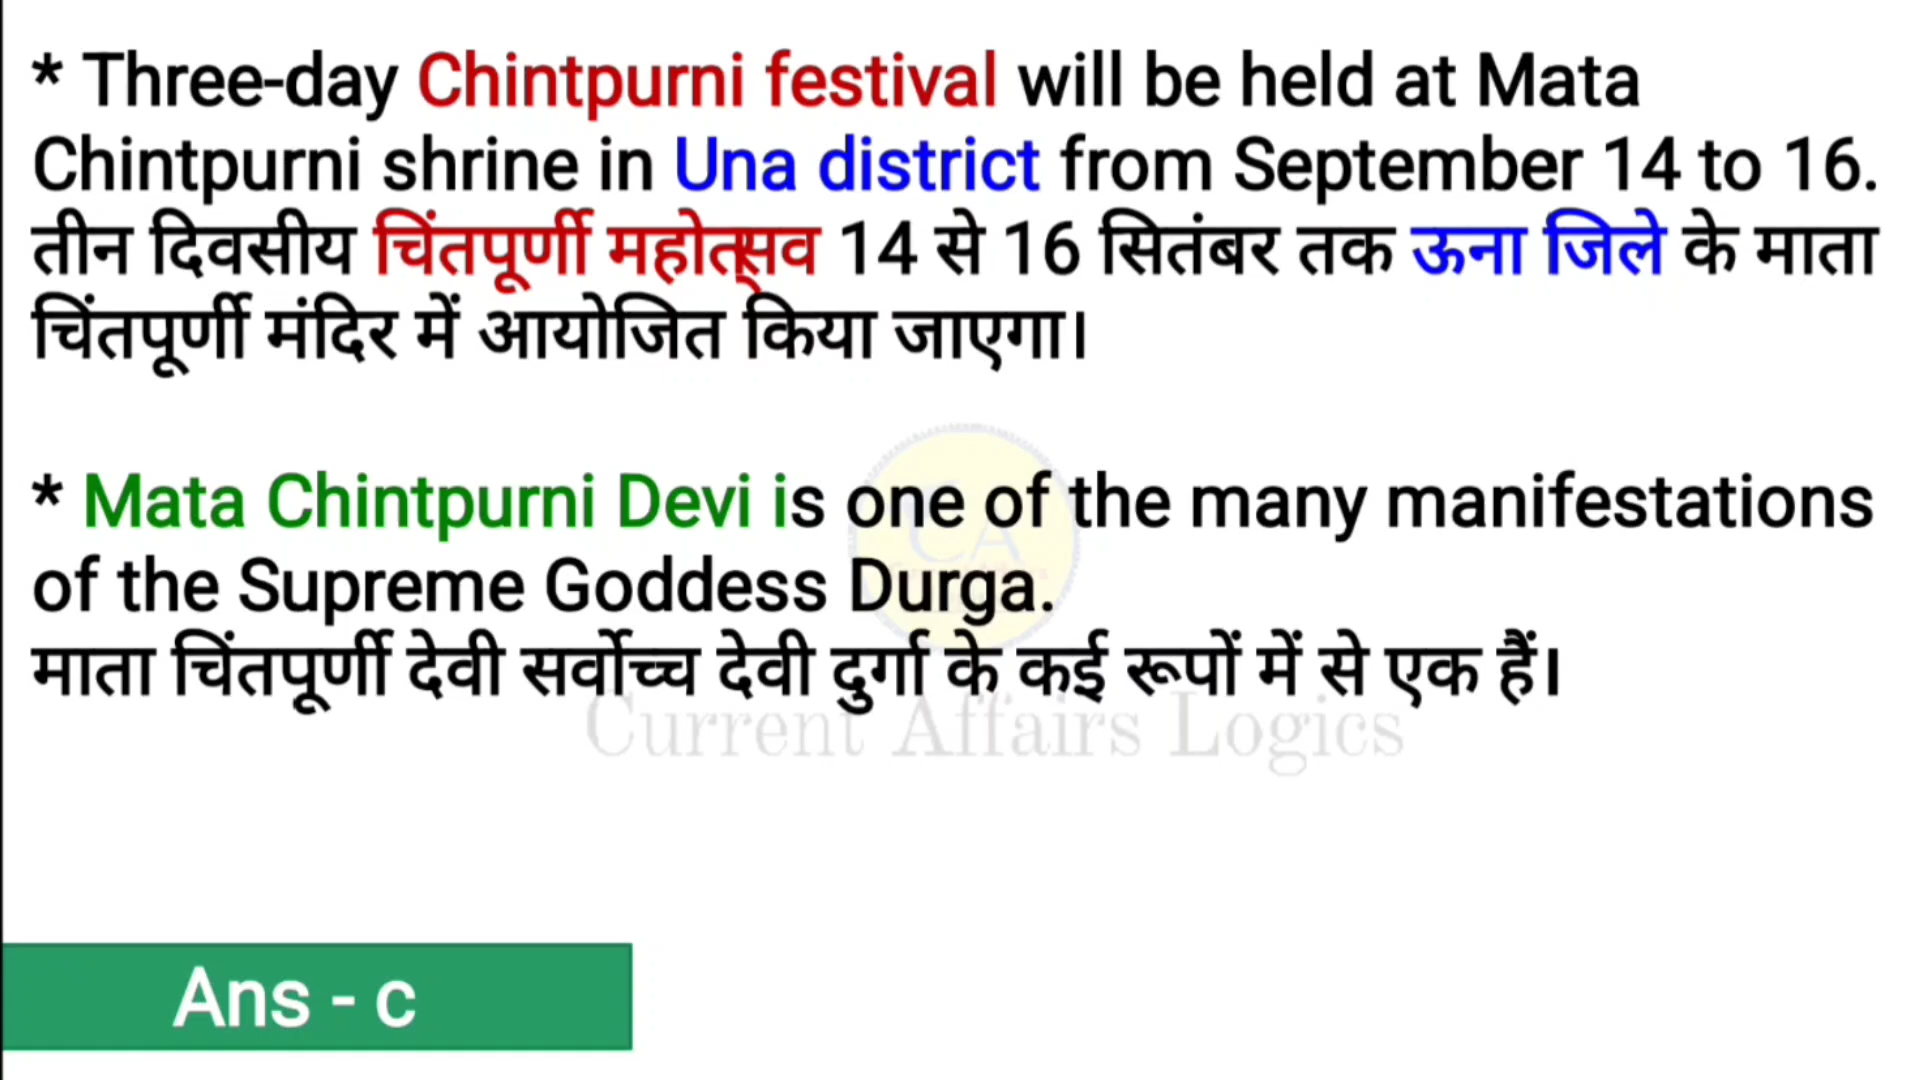 * Three-day Chintpurni festival will be held at Mata
Chintpurni shrine in Una district from September 14 to 16.
तीन दिवसीय चिंतपूर्णी महोत्सव 14 से 16 सितंबर तक ऊना जिले के माता
चिंतपूर्णी मंदिर में आयोजित किया जाएगा।
* Mata Chintpurni Devi is one of the many manifestations
of the Supreme Goddess Durga.
माता चिंतपूर्णी देवी सर्वोच्च देवी दुर्गा के कई रूपों में से एक हैं।
CA
Current Affairs Logics
Ans - c